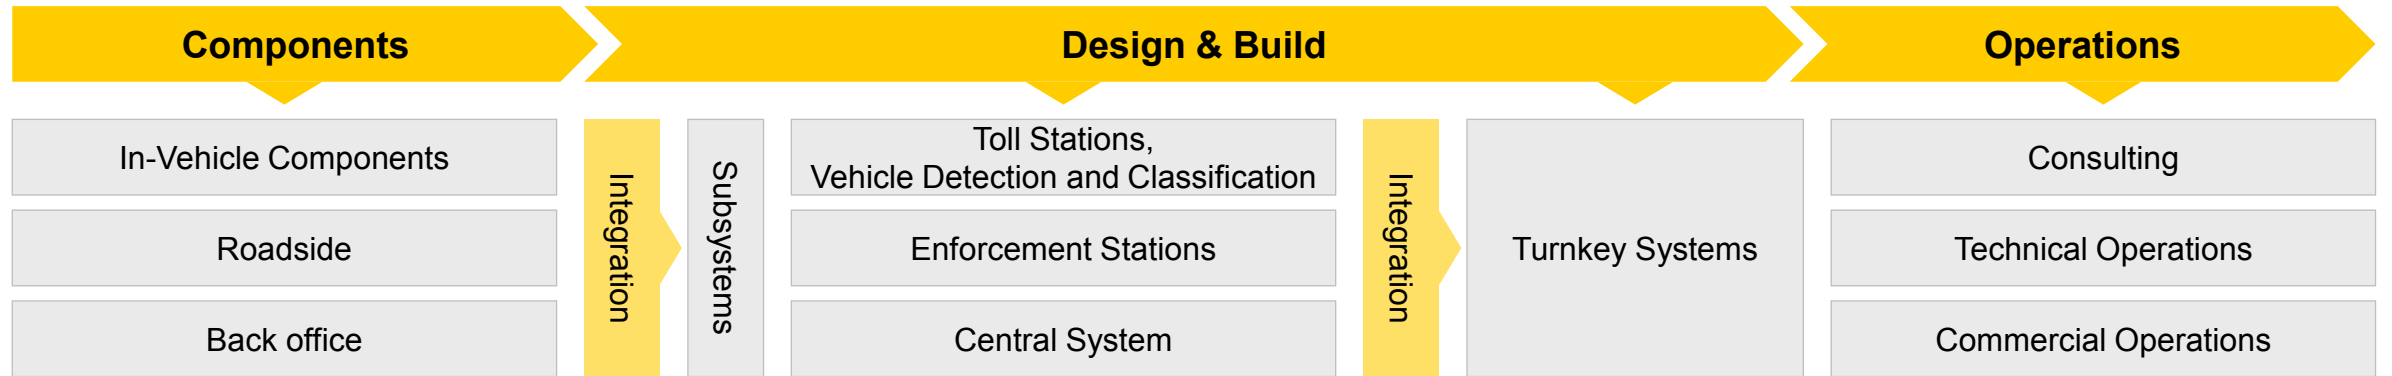 Components
Design & Build
Operations
In-Vehicle Components
Roadside
Back office
Integration
Subsystems
Toll Stations,
Vehicle Detection and Classification
Enforcement Stations
Central System
Integration
Turnkey Systems
Consulting
Technical Operations
Commercial Operations